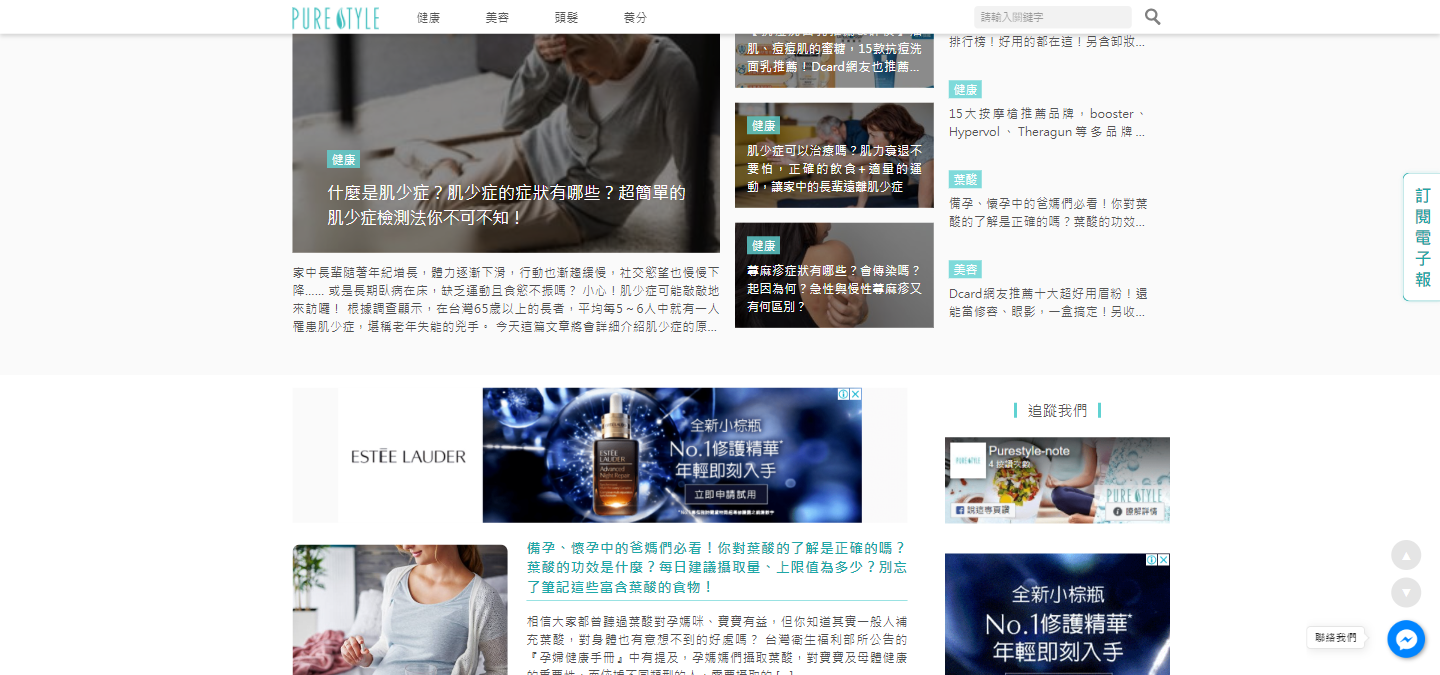 PURE STYLE
健康
美容
頭髮
養分
請輸入關鍵字
健康
什麼是肌少症？肌少症的症狀有哪些？超簡單的
肌少症檢測法你不可不知！
家中長輩隨著年紀增長，體力逐漸下滑，行動也漸趨緩慢，社交慾望也慢慢下
降…… 或是長期臥病在床，缺乏運動且食慾不振嗎？ 小心！肌少症可能敲敲地
來訪囉！ 根據調查顯示，在台灣65歲以上的長者，平均每5～6人中就有一人
罹患肌少症，堪稱老年失能的兇手。 今天這篇文章將會詳細介紹肌少症的原...
肌、痘痘肌的蜜糖，15款抗痘洗
面乳推薦！Dcard網友也推薦...
健康
肌少症可以治療嗎？肌力衰退不
要怕，正確的飲食+適量的運
動，讓家中的長輩遠離肌少症
健康
蕁麻疹症狀有哪些？會傳染嗎？
起因為何？急性與慢性蕁麻疹又
有何區別？
排行榜！好用的都在這！另含卸妝...
健康
15大按摩槍推薦品牌，booster、
Hypervol、Theragun等多品牌...
葉酸
備孕、懷孕中的爸媽們必看！你對葉
酸的了解是正確的嗎？葉酸的功效...
美容
Dcard網友推薦十大超好用眉粉！還
能當修容、眼影，一盒搞定！另收...
訂閱電子報
ESTĒE LAUDER
ESTĒE
LAUDER
Advanced
Night Repair
全新小棕瓶
No.1修護精華*
年輕即刻入手
立即申請試用
備孕、懷孕中的爸媽們必看！你對葉酸的了解是正確的嗎？
葉酸的功效是什麼？每日建議攝取量、上限值為多少？別忘
了筆記這些富含葉酸的食物！
相信大家都曾聽過葉酸對孕媽咪、寶寶有益，但你知道其實一般人補
充葉酸，對身體也有意想不到的好處嗎？ 台灣衛生福利部所公告的
『孕婦健康手冊』中有提及，孕媽媽們攝取葉酸，對寶寶及母體健康
追蹤我們
Purestyle-note
PURE STYLE
說這專頁讚
瞭解詳情
全新小棕瓶
No.1修護精華*
年輕即刻入手
聯絡我們